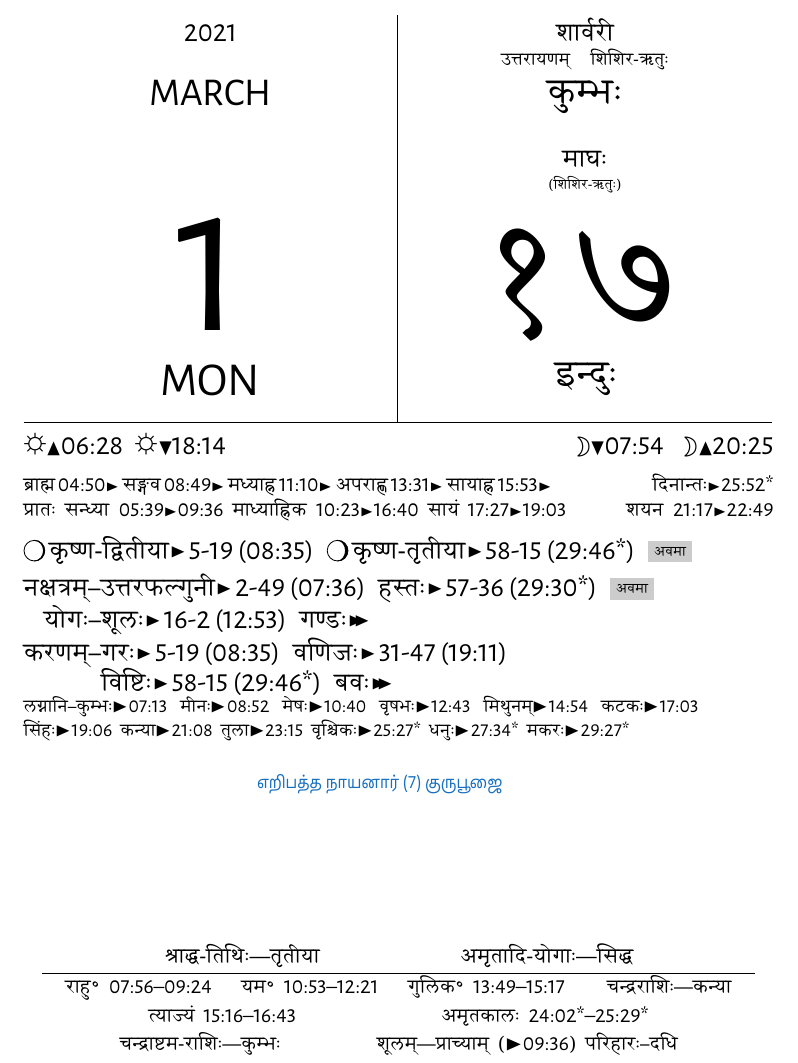 2021
MARCH
1
MON
शार्वरी
उत्तरायणम् शिशिर-ऋतुः
कुम्भः
माघः
(शिशिर-ऋतुः)
१७
इन्दुः
☼▲06:28 ☼▼18:14 ☽▼07:54 ☽▲20:25
ब्राह्म 04:50► सङ्गव 08:49► मध्याह्न 11:10► अपराह्ण 13:31► सायाह्न 15:53► दिनान्तः►25:52*
प्रातः सन्ध्या 05:39►09:36 माध्याह्निक 10:23►16:40 सायं 17:27►19:03 शयन 21:17►22:49
❍कृष्ण-द्वितीया►5-19 (08:35) ❍कृष्ण-तृतीया►58-15 (29:46*) अवमा
नक्षत्रम्–उत्तरफल्गुनी►2-49 (07:36) हस्तः►57-36 (29:30*) अवमा
योगः–शूलः►16-2 (12:53) गण्डः►►
करणम्–गरः►5-19 (08:35) वणिजः►31-47 (19:11)
विष्टिः►58-15 (29:46*) बवः►►
लग्नानि–कुम्भः►07:13 मीनः►08:52 मेषः►10:40 वृषभः►12:43 मिथुनम्►14:54 कटकः►17:03
सिंहः►19:06 कन्या►21:08 तुला►23:15 वृश्चिकः►25:27* धनुः►27:34* मकरः►29:27*
எறிபத்த நாயனார் (7) குருபூஜை
श्राद्ध-तिथिः—तृतीया अमृतादि-योगाः—सिद्ध
राहु॰ 07:56–09:24 यम॰ 10:53–12:21 गुलिक॰ 13:49–15:17 चन्द्रराशिः—कन्या
त्याज्यं 15:16–16:43 अमृतकालः 24:02*–25:29*
चन्द्राष्टम-राशिः—कुम्भः शूलम्—प्राच्याम् (►09:36) परिहारः–दधि